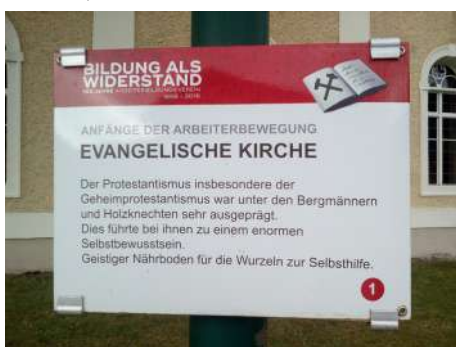 BILDUNG ALS
WIDERSTAND
ANFÄNGE DER ARBEITERBEWEGUNG
EVANGELISCHE KIRCHE
Der Protestantismus insbesondere der
Geheimprotestantismus war unter den Bergmännern
und Holzknechten sehr ausgeprägt.
Dies führte bei ihnen zu einem enormen
Selbstbewusstsein.
Geistiger Nährboden für die Wurzeln zur Selbsthilfe.
1